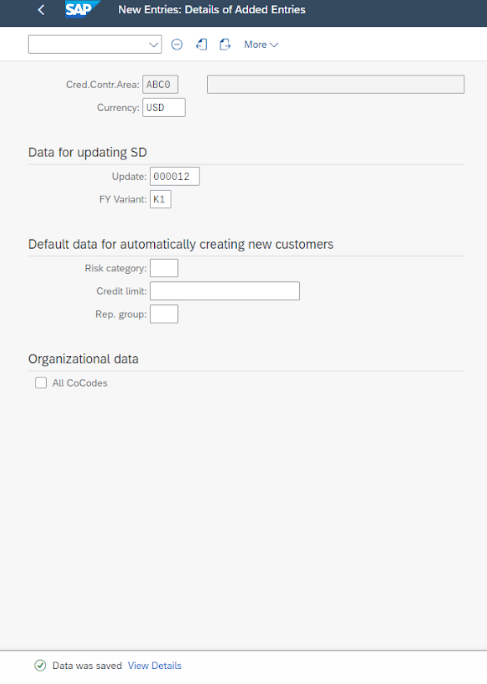 SAP New Entries: Details of Added Entries
More
Cred.Contr.Area: ABC0
Currency: USD
Data for updating SD
Update: 000012
FY Variant: K1
Default data for automatically creating new customers
Risk category:
Credit limit:
Rep. group:
Organizational data
All CoCodes
Data was saved View Details